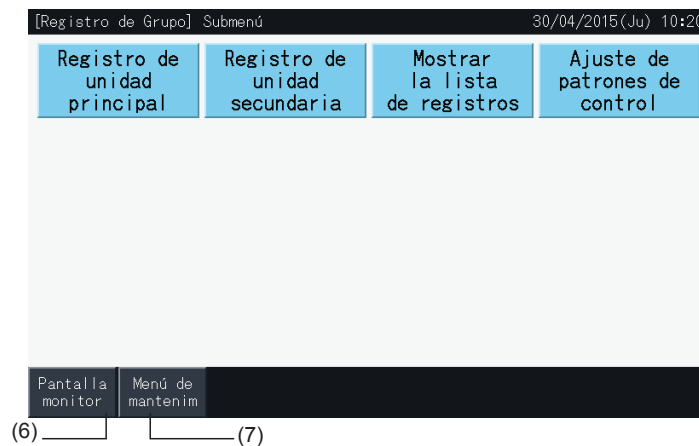 [Registro de Grupo] Submenú 30/04/2015(Ju) 10:20
Registro de
unidad
principal
Registro de
unidad
secundaria
Mostrar
la lista
de registros
Ajuste de
patrones de
control
Pantalla
monitor
Menú de
mantenim
(6)
(7)